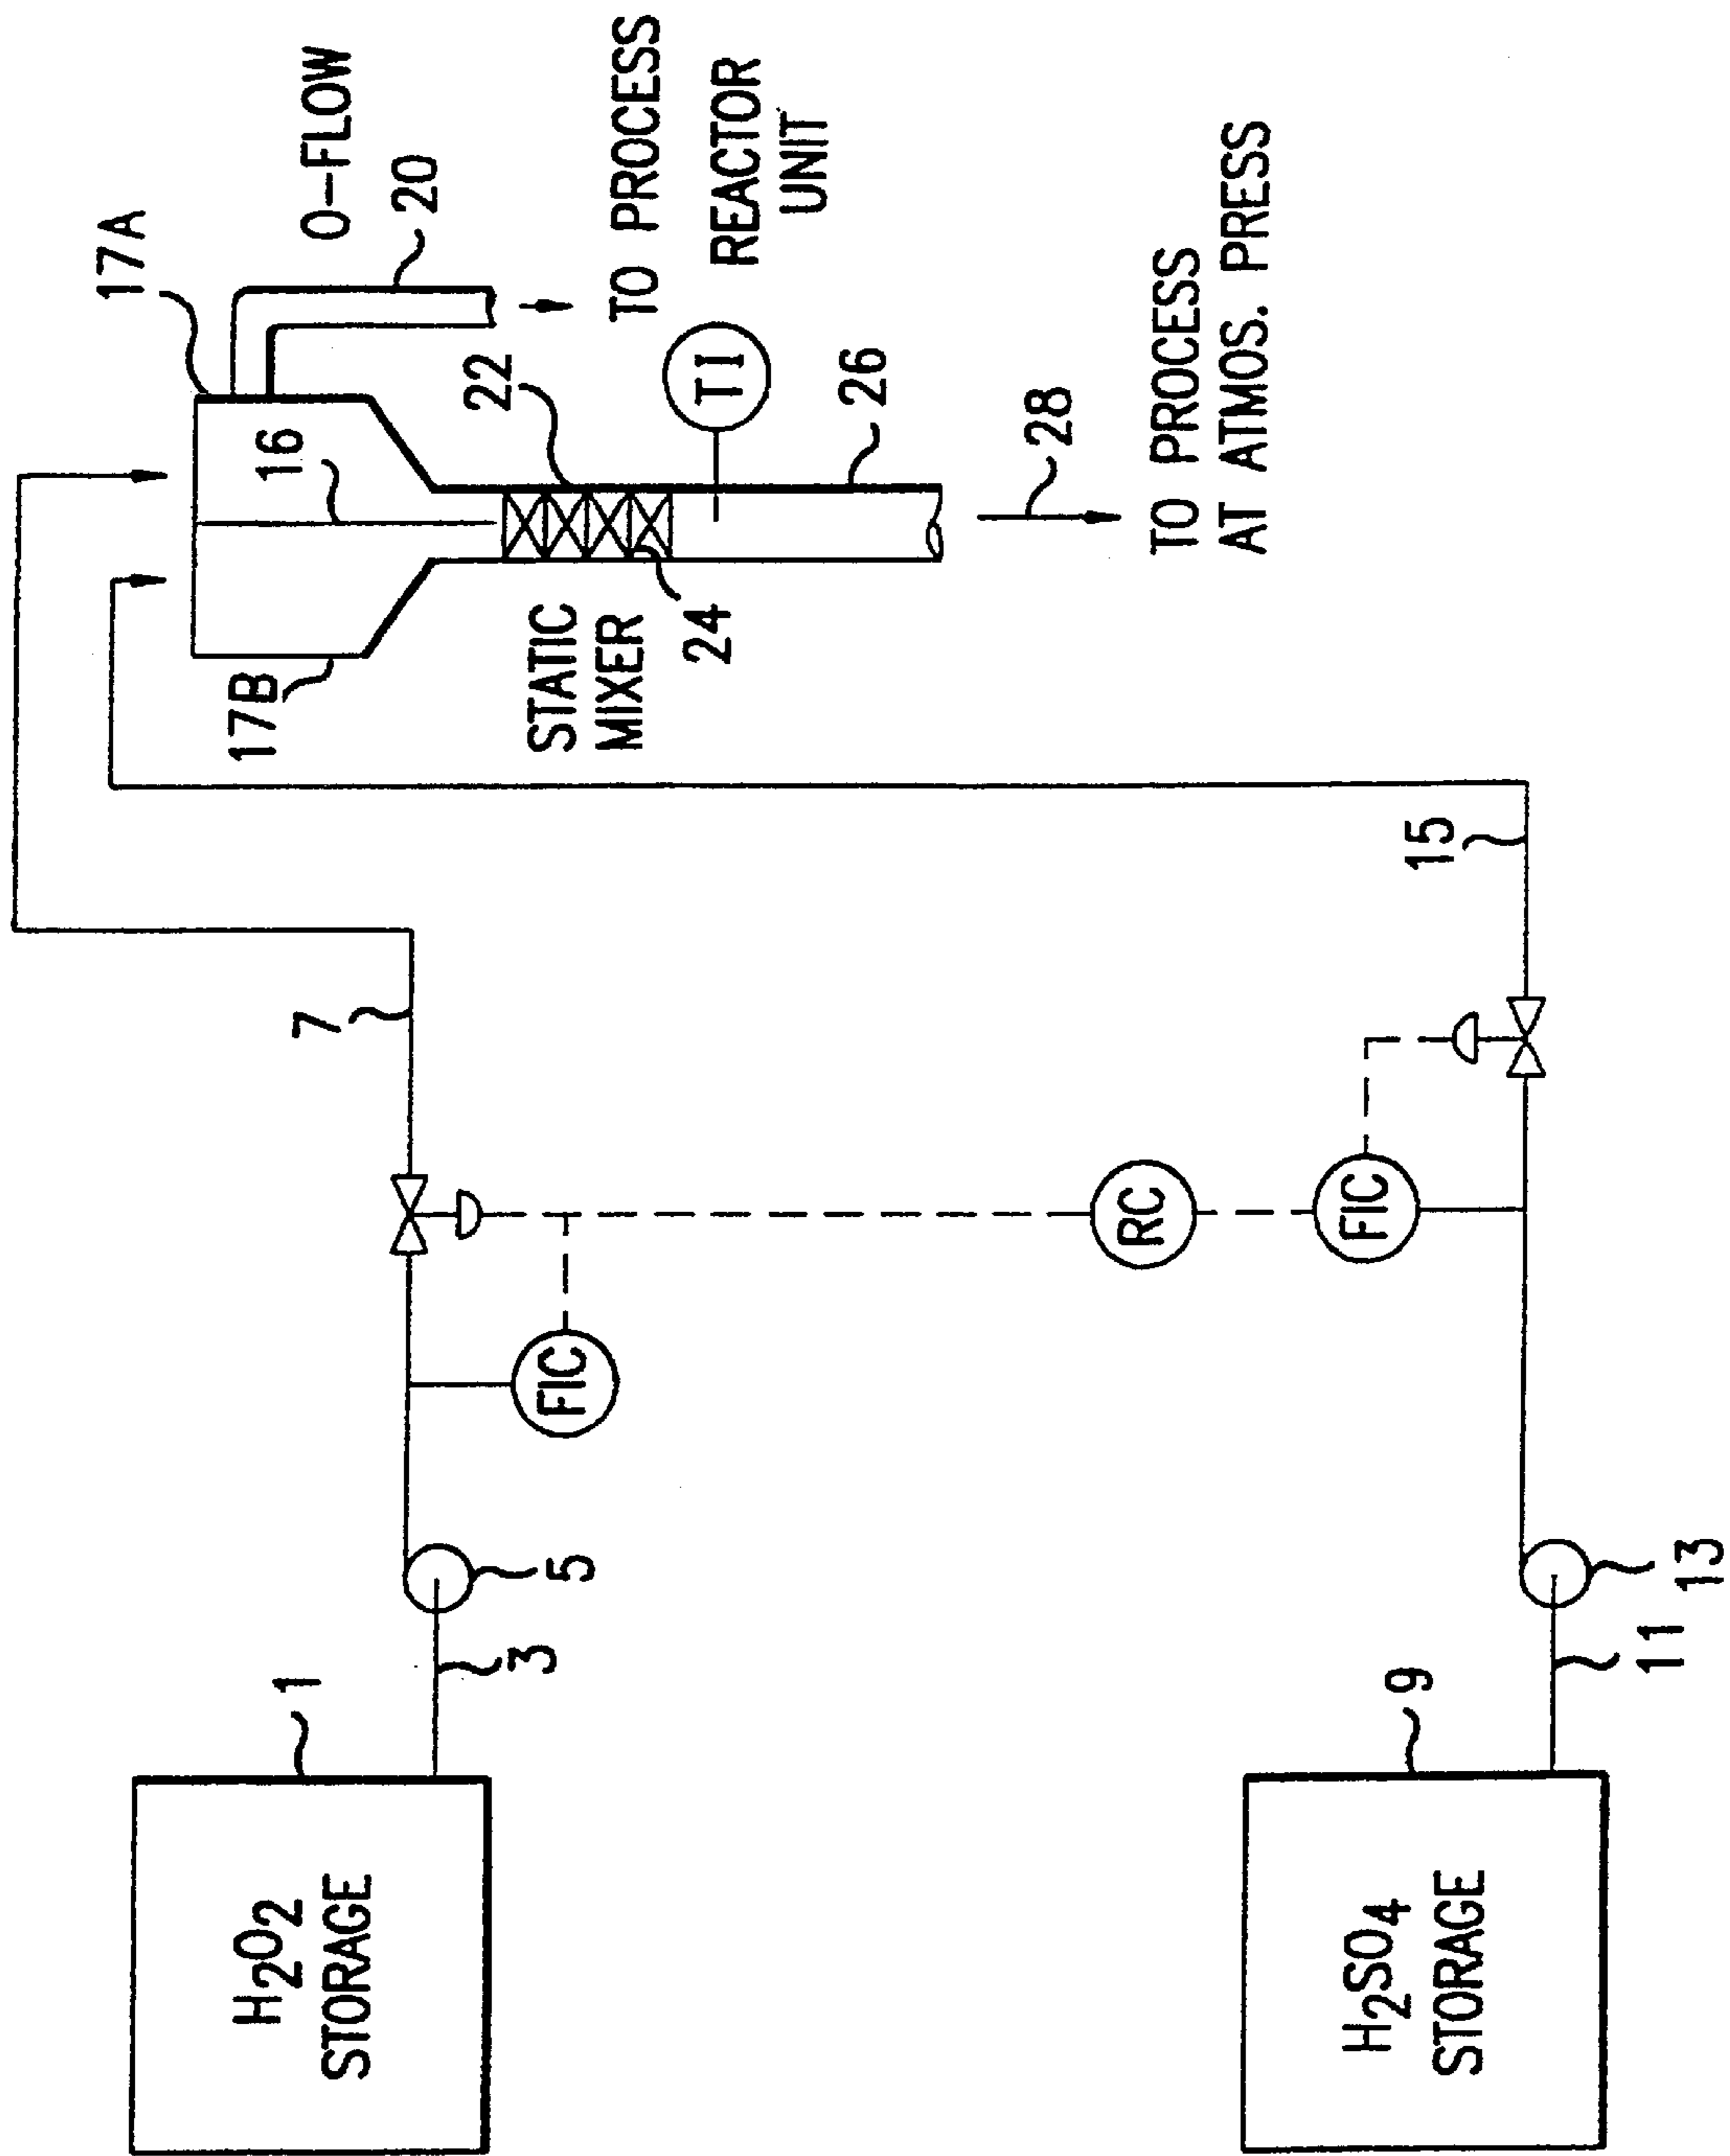 H2O2
STORAGE
1
3
5
FIC
7
H2SO4
STORAGE
9
11
13
FIC
RC
15
17A
17B
16
O-FLOW
20
TO PROCESS
REACTOR
UNIT
22
STATIC
MIXER
24
TI
26
28
TO PROCESS
AT ATMOS. PRESS